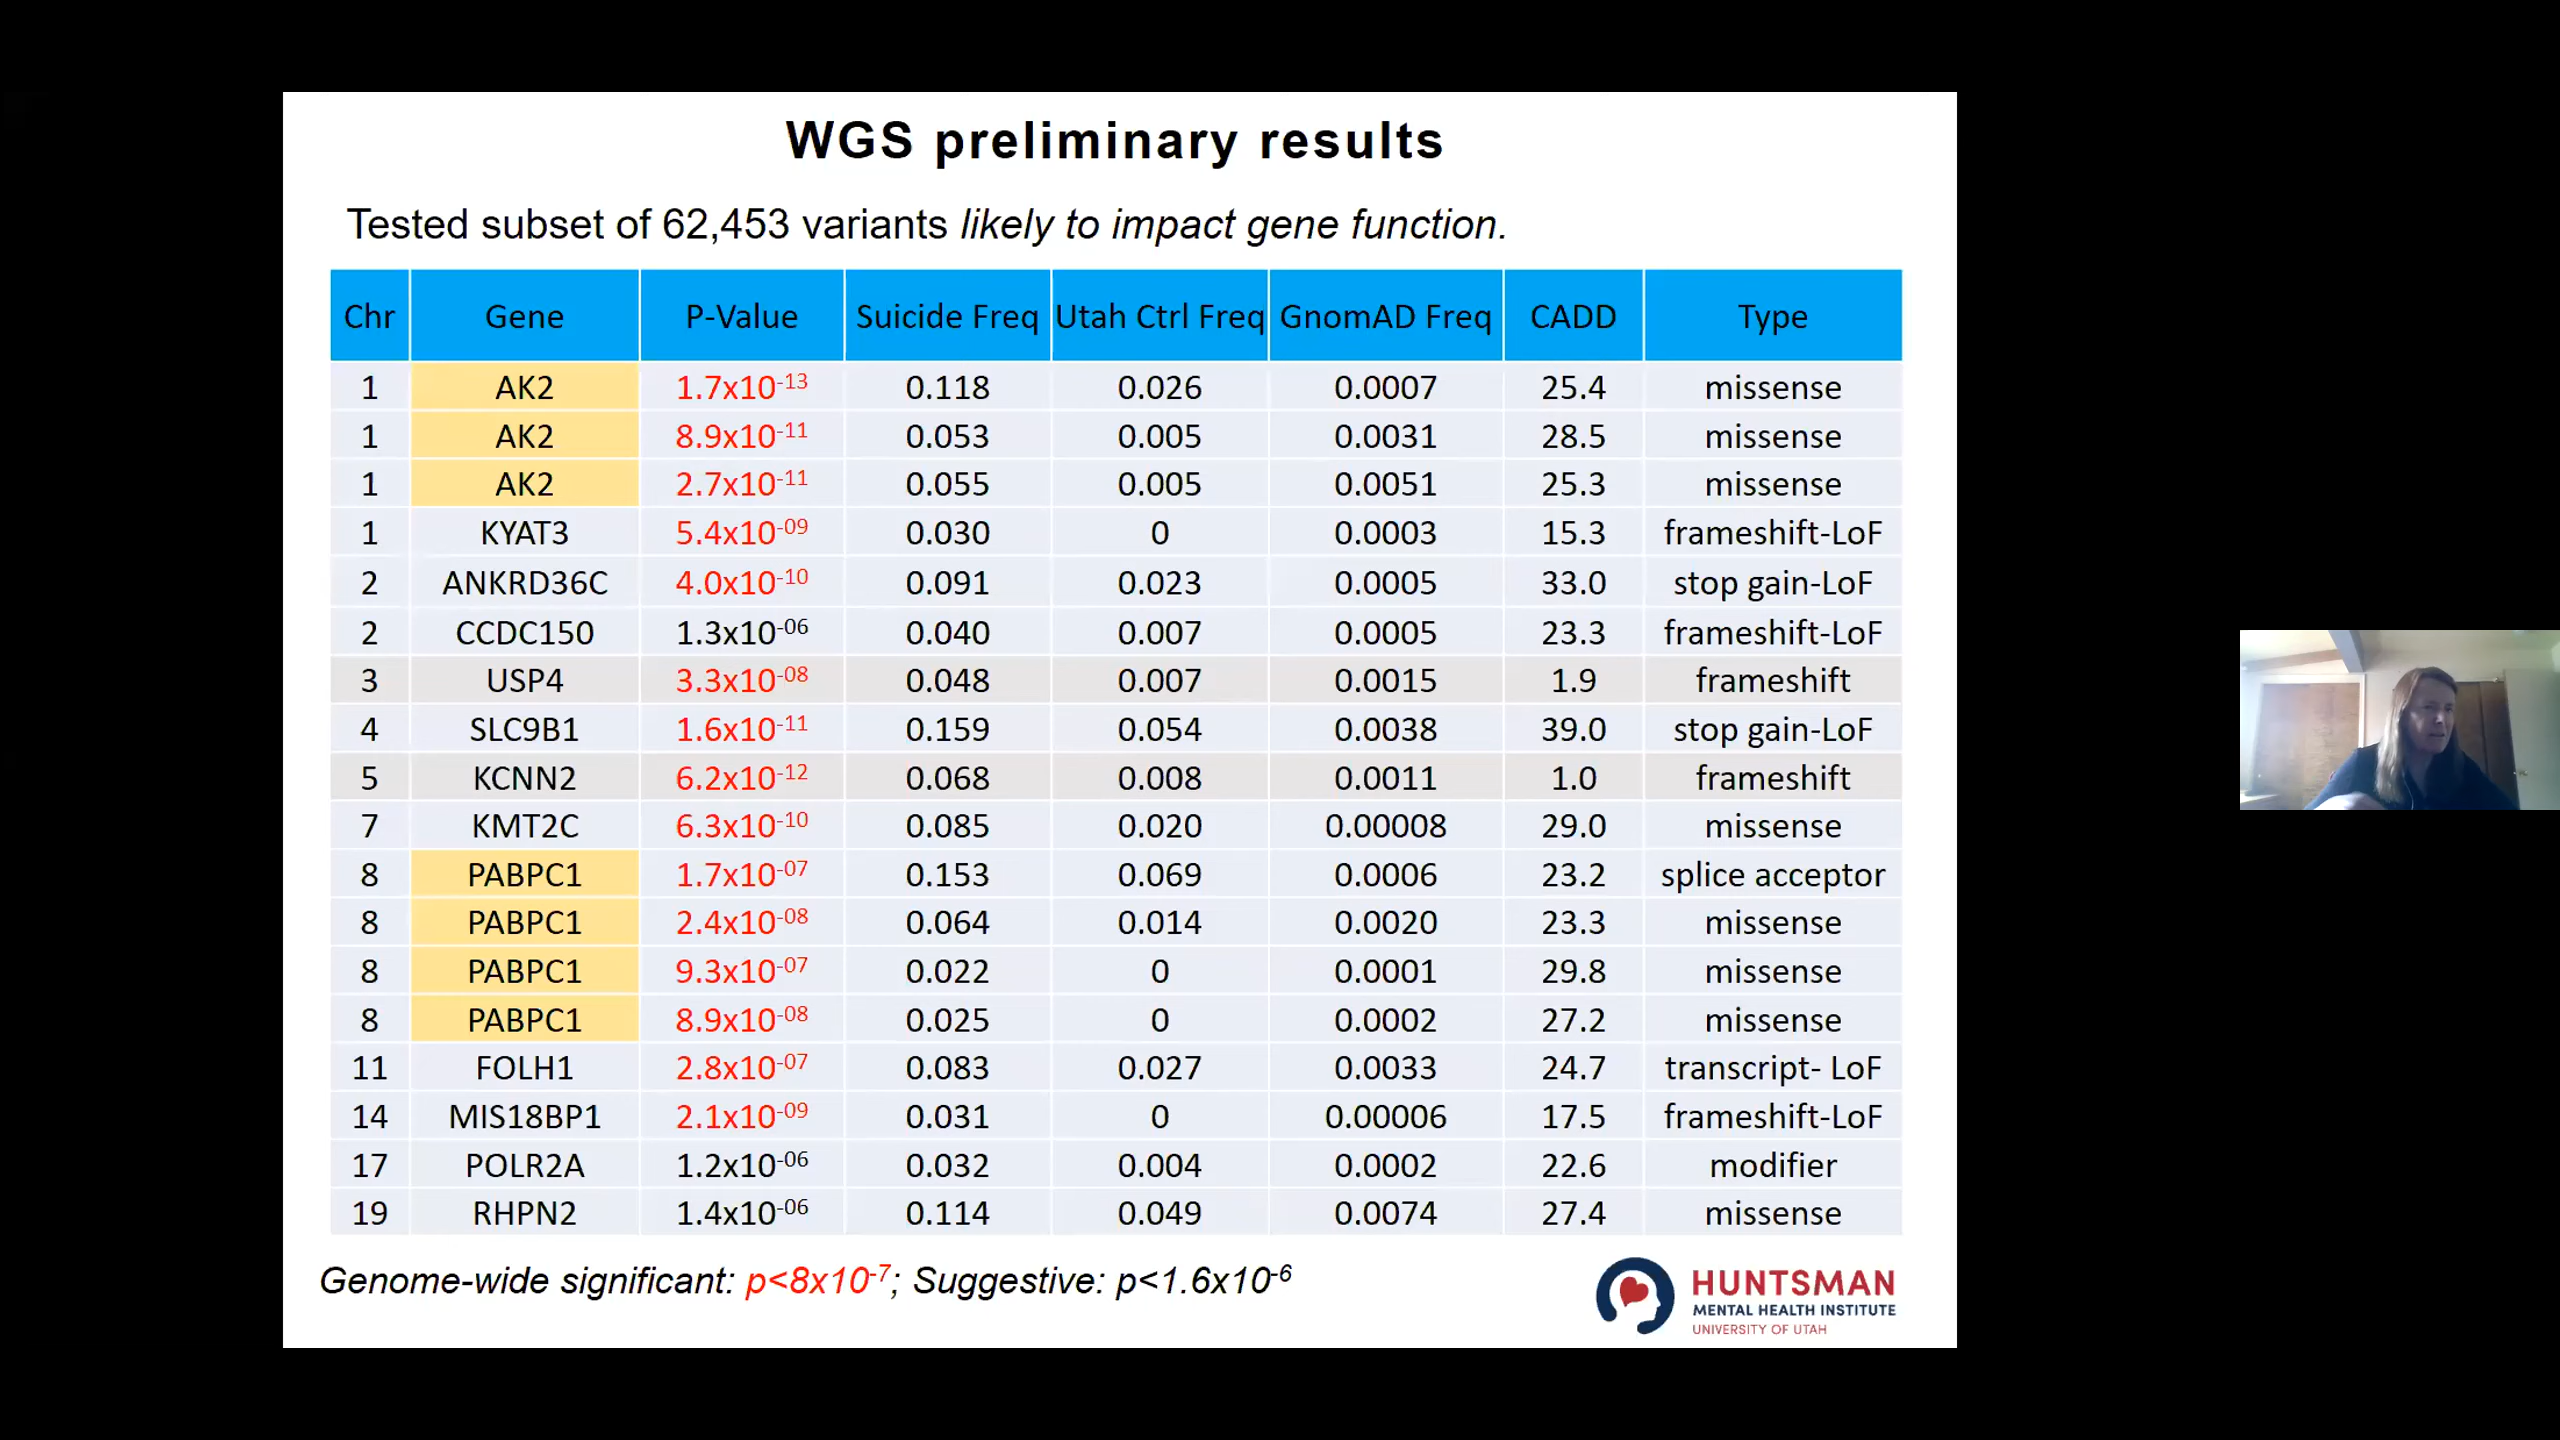 WGS preliminary results
Tested subset of 62,453 variants likely to impact gene function.
Chr Gene P-Value Suicide Freq Utah Ctrl Freq GnomAD Freq CADD Type
1 AK2 1.7x10-13 0.118 0.026 0.0007 25.4 missense
1 AK2 8.9x10-11 0.053 0.005 0.0031 28.5 missense
1 AK2 2.7x10-11 0.055 0.005 0.0051 25.3 missense
1 KYAT3 5.4x10-09 0.030 0 0.0003 15.3 frameshift-LoF
2 ANKRD36C 4.0x10-10 0.091 0.023 0.0005 33.0 stop gain-LoF
2 CCDC150 1.3x10-06 0.040 0.007 0.0005 23.3 frameshift-LoF
3 USP4 3.3x10-08 0.048 0.007 0.0015 1.9 frameshift
4 SLC9B1 1.6x10-11 0.159 0.054 0.0038 39.0 stop gain-LoF
5 KCNN2 6.2x10-12 0.068 0.008 0.0011 1.0 frameshift
7 KMT2C 6.3x10-10 0.085 0.020 0.00008 29.0 missense
8 PABPC1 1.7x10-07 0.153 0.069 0.0006 23.2 splice acceptor
8 PABPC1 2.4x10-08 0.064 0.014 0.0020 23.3 missense
8 PABPC1 9.3x10-07 0.022 0 0.0001 29.8 missense
8 PABPC1 8.9x10-08 0.025 0 0.0002 27.2 missense
11 FOLH1 2.8x10-07 0.083 0.027 0.0033 24.7 transcript- LoF
14 MIS18BP1 2.1x10-09 0.031 0 0.00006 17.5 frameshift-LoF
17 POLR2A 1.2x10-06 0.032 0.004 0.0002 22.6 modifier
19 RHPN2 1.4x10-06 0.114 0.049 0.0074 27.4 missense
Genome-wide significant: p<8x10-7; Suggestive: p<1.6x10-6
HUNTSMAN
MENTAL HEALTH INSTITUTE
UNIVERSITY OF UTAH